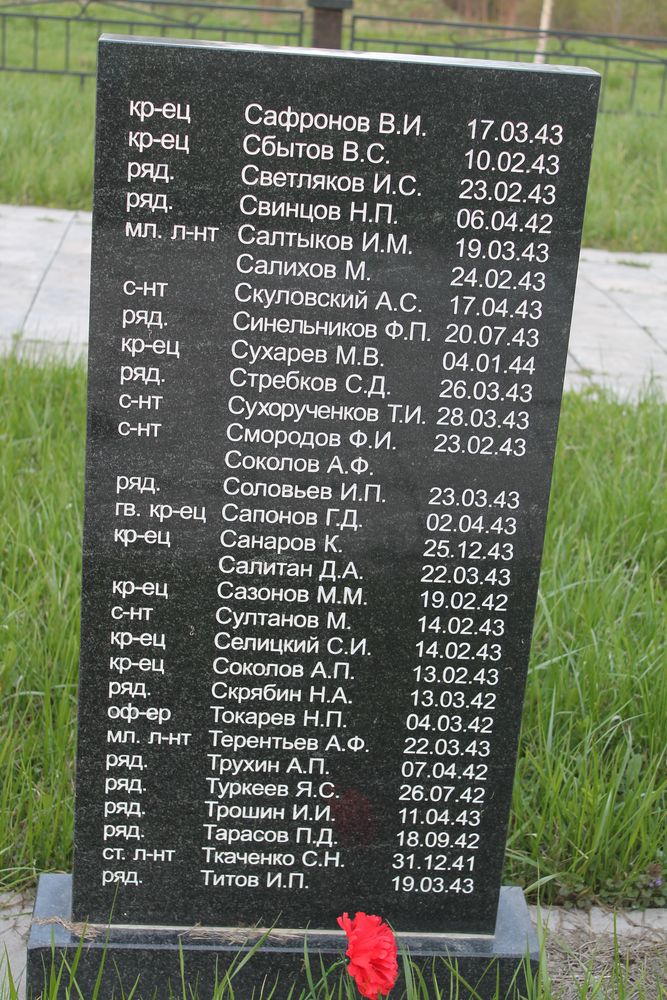 кр-ец Сафронов В.И. 17.03.43
кр-ец Сбытов В.С. 10.02.43
ряд. Светляков И.С. 23.02.43
ряд. Свинцов Н.П. 06.04.42
мл. л-нт Салтыков И.М. 19.03.43
Салихов М. 24.02.43
с-нт Скуловский А.С. 17.04.43
ряд. Синельников Ф.П. 20.07.43
кр-ец Сухарев М.В. 04.01.44
ряд. Стребков С.Д. 26.03.43
с-нт Сухорученков Т.И. 28.03.43
с-нт Смородов Ф.И. 23.02.43
Соколов А.Ф.
ряд. Соловьев И.П. 23.03.43
гв. кр-ец Сапонов Г.Д. 02.04.43
кр-ец Санаров К. 25.12.43
Салитан Д.А. 22.03.43
кр-ец Сазонов М.М. 19.02.42
с-нт Султанов М. 14.02.43
кр-ец Селицкий С.И. 14.02.43
кр-ец Соколов А.П. 13.02.43
ряд. Скрябин Н.А. 13.03.42
оф-ер Токарев Н.П. 04.03.42
мл. л-нт Терентьев А.Ф. 22.03.43
ряд. Трухин А.П. 07.04.42
ряд. Туркеев Я.С. 26.07.42
ряд. Трошин И.И. 11.04.43
ряд. Тарасов П.Д. 18.09.42
ст. л-нт Ткаченко С.Н. 31.12.41
ряд. Титов И.П. 19.03.43